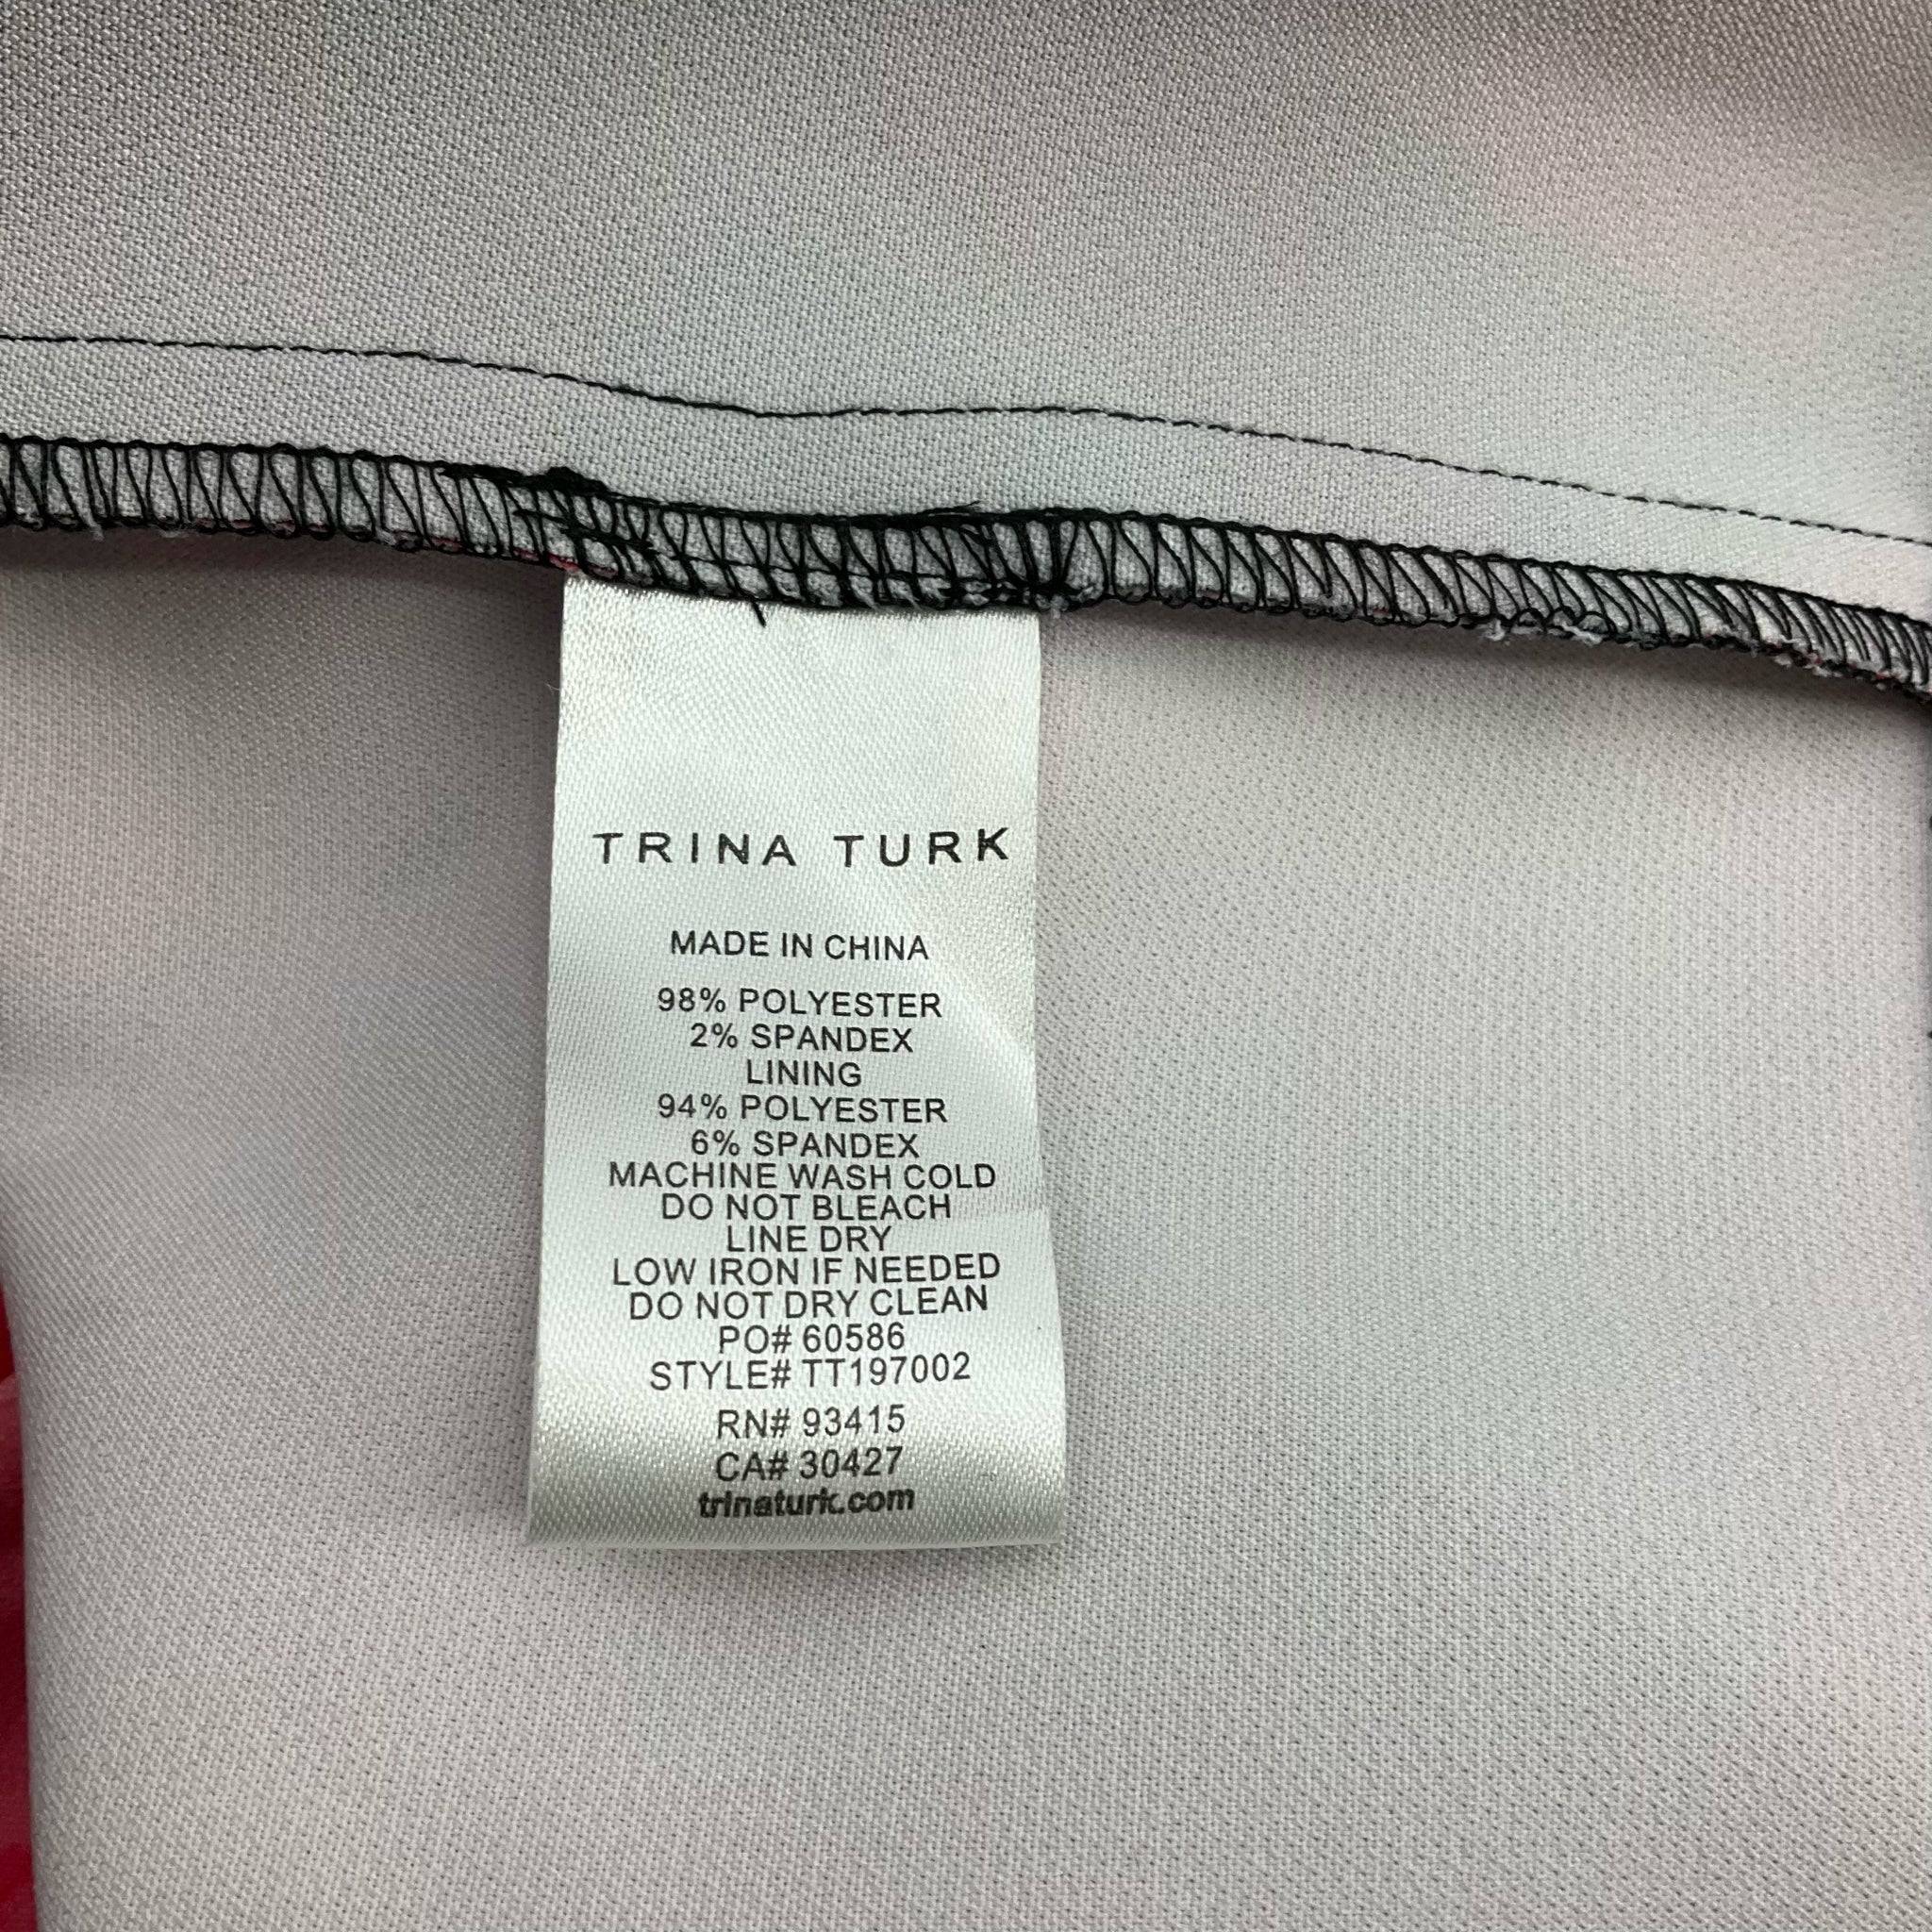 TRINA TURK
MADE IN CHINA
98% POLYESTER
2% SPANDEX
LINING
94% POLYESTER
6% SPANDEX
MACHINE WASH COLD
DO NOT BLEACH
LINE DRY
LOW IRON IF NEEDED
DO NOT DRY CLEAN
PO# 60586
STYLE# TT197002
RN# 93415
CA# 30427
trinaturk.com